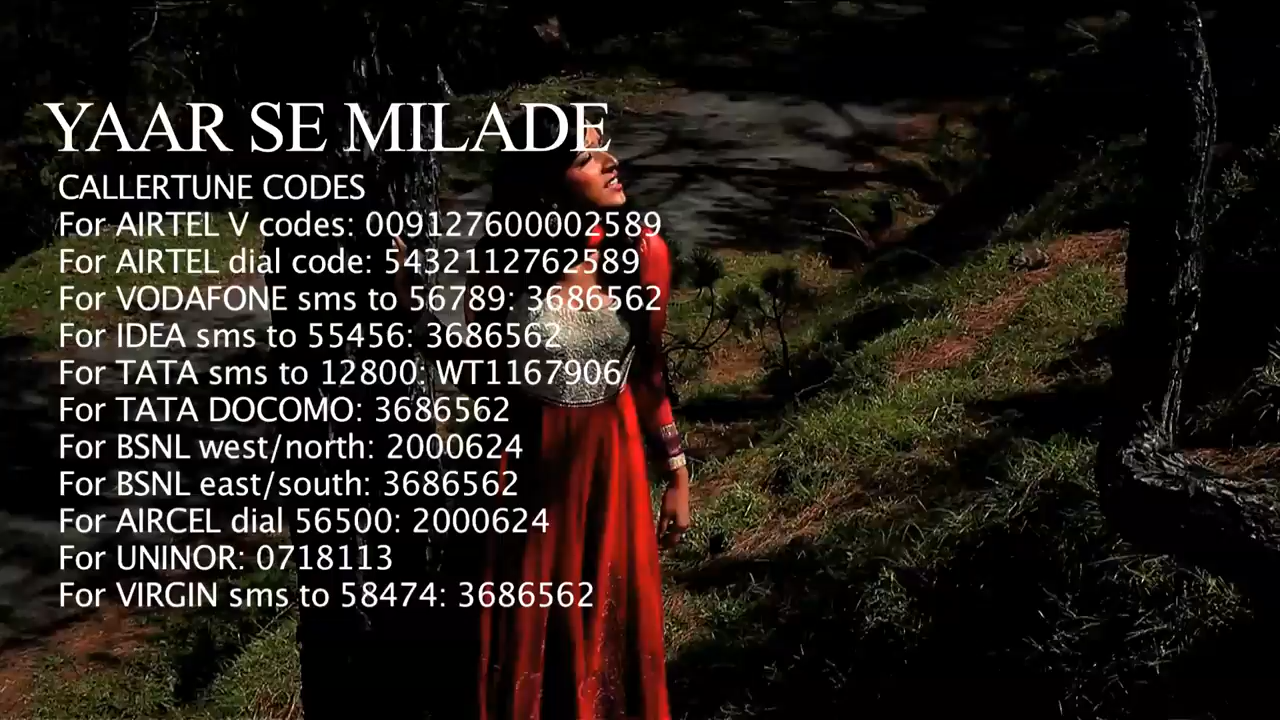 YAAR SE MILADE
CALLERTUNE CODES
For AIRTEL V codes: 009127600002589
For AIRTEL dial code: 5432112762589
For VODAFONE sms to 56789: 3686562
For IDEA sms to 55456: 3686562
For TATA sms to 12800: WT1167906
For TATA DOCOMO: 3686562
For BSNL west/north: 2000624
For BSNL east/south: 3686562
For AIRCEL dial 56500: 2000624
For UNINOR: 0718113
For VIRGIN sms to 58474: 3686562